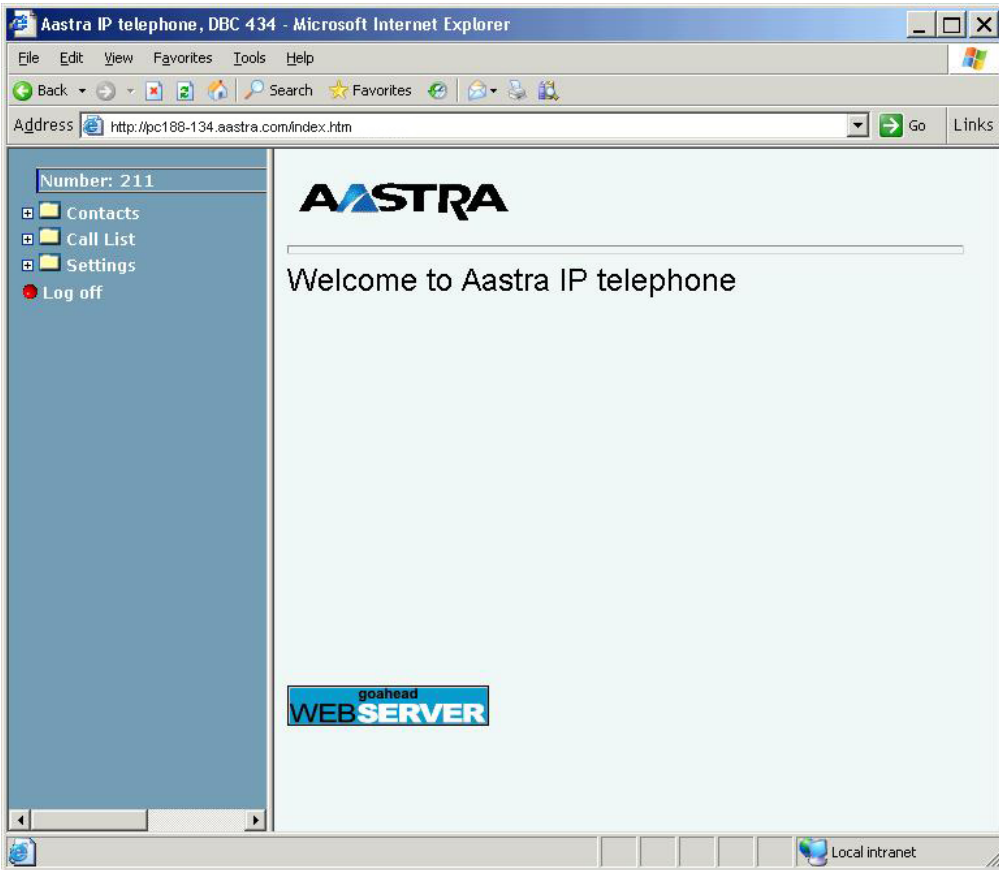 Aastra IP telephone, DBC 434 - Microsoft Internet Explorer
File Edit View Favorites Tools Help
Back Search Favorites
Address http://pc188-134.aastra.com/index.htm Go Links
Number: 211
Contacts
Call List
Settings
Log off
AASTRA
Welcome to Aastra IP telephone
goahead
WEBSERVER
Local intranet